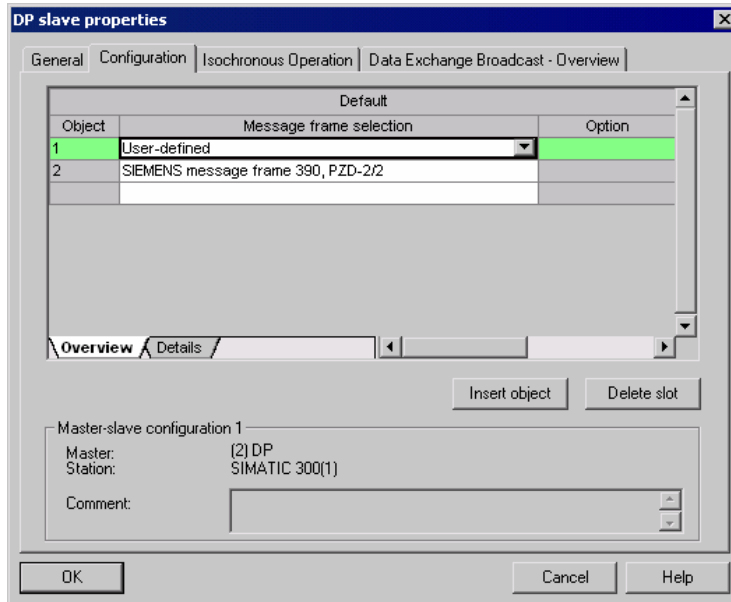 DP slave properties
General Configuration Isochronous Operation Data Exchange Broadcast - Overview
Default
Object Message frame selection Option
1 User-defined
2 SIEMENS message frame 390, PZD-2/2
Overview Details
Insert object Delete slot
Master-slave configuration 1
Master: (2) DP
Station: SIMATIC 300(1)
Comment:
OK Cancel Help